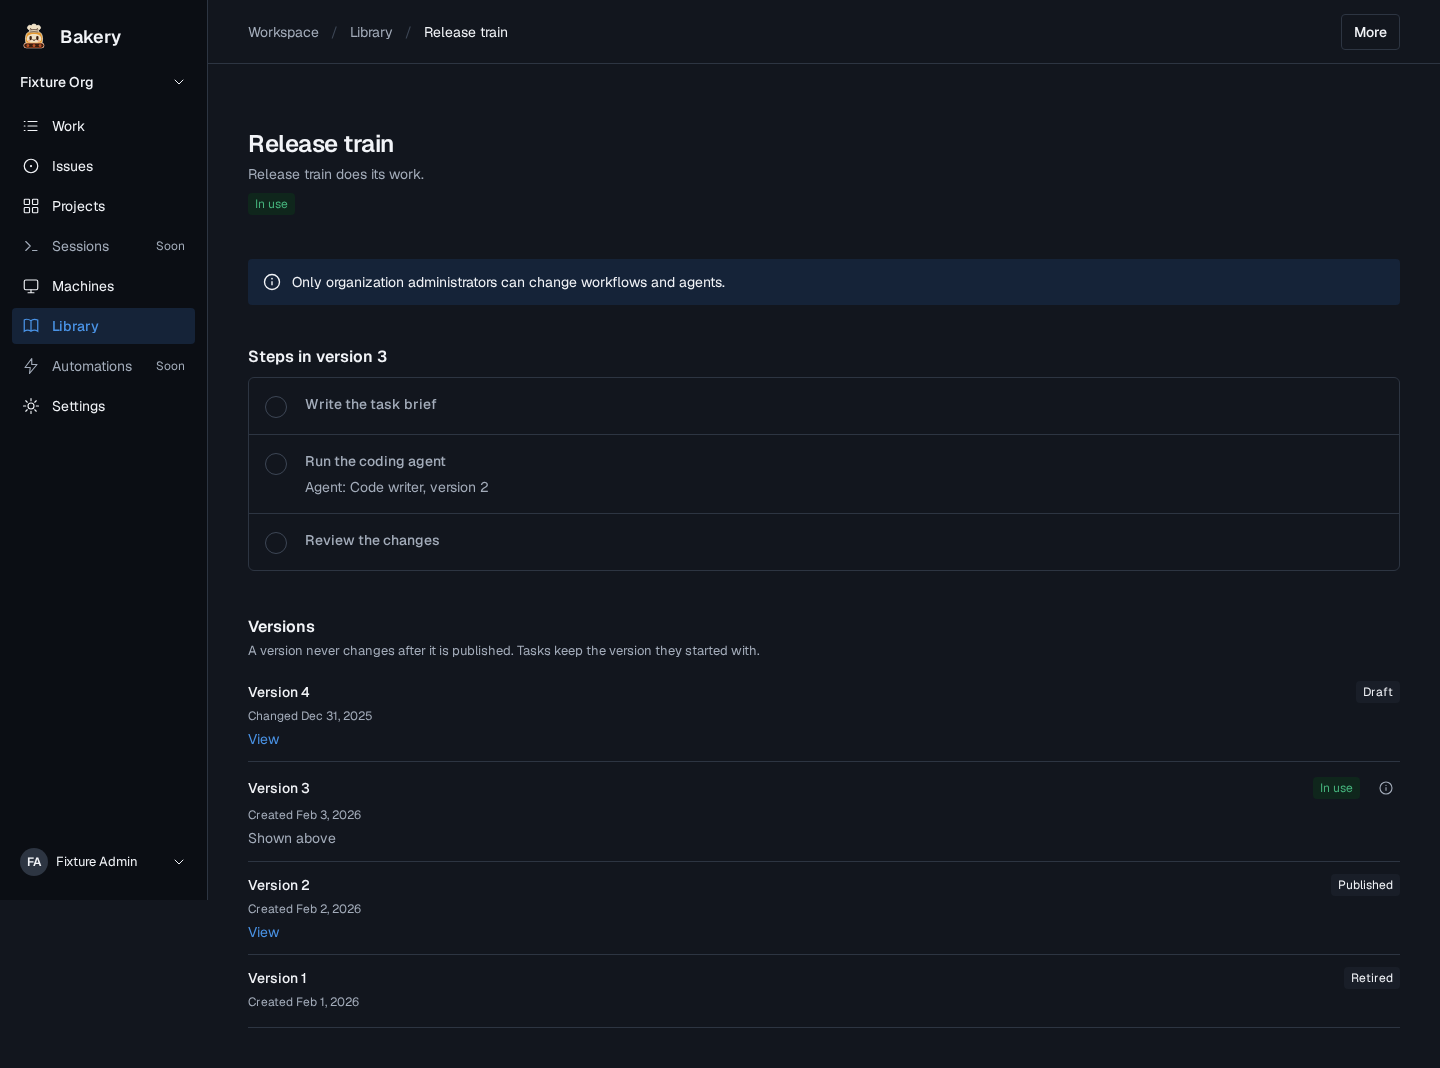 Bakery
Fixture Org
Work
Issues
Projects
Sessions Soon
Machines
Library
Automations Soon
Settings
FA Fixture Admin
Workspace / Library / Release train
More
Release train
Release train does its work.
In use
Only organization administrators can change workflows and agents.
Steps in version 3
Write the task brief
Run the coding agent
Agent: Code writer, version 2
Review the changes
Versions
A version never changes after it is published. Tasks keep the version they started with.
Version 4 Draft
Changed Dec 31, 2025
View
Version 3 In use
Created Feb 3, 2026
Shown above
Version 2 Published
Created Feb 2, 2026
View
Version 1 Retired
Created Feb 1, 2026